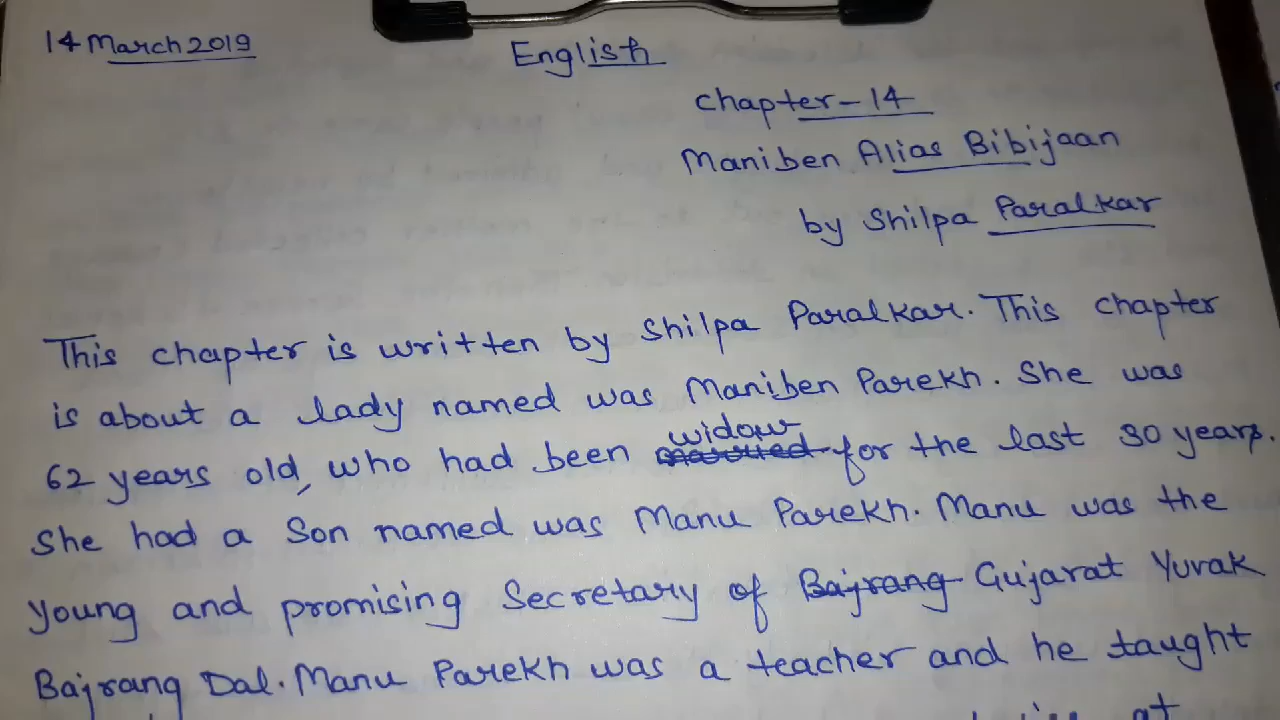 14 March 2019
English
Chapter-14
Maniben Alias Bibijaan
by Shilpa Paralkar
This chapter is written by Shilpa Paralkar. This chapter
is about a lady named was Maniben Parekh. She was
62 years old, who had been widow for the last 30 years.
She had a Son named was Manu Parekh. Manu was the
young and promising Secretary of Bajrang Gujarat Yuvak
Bajrang Dal. Manu Parekh was a teacher and he taught
at